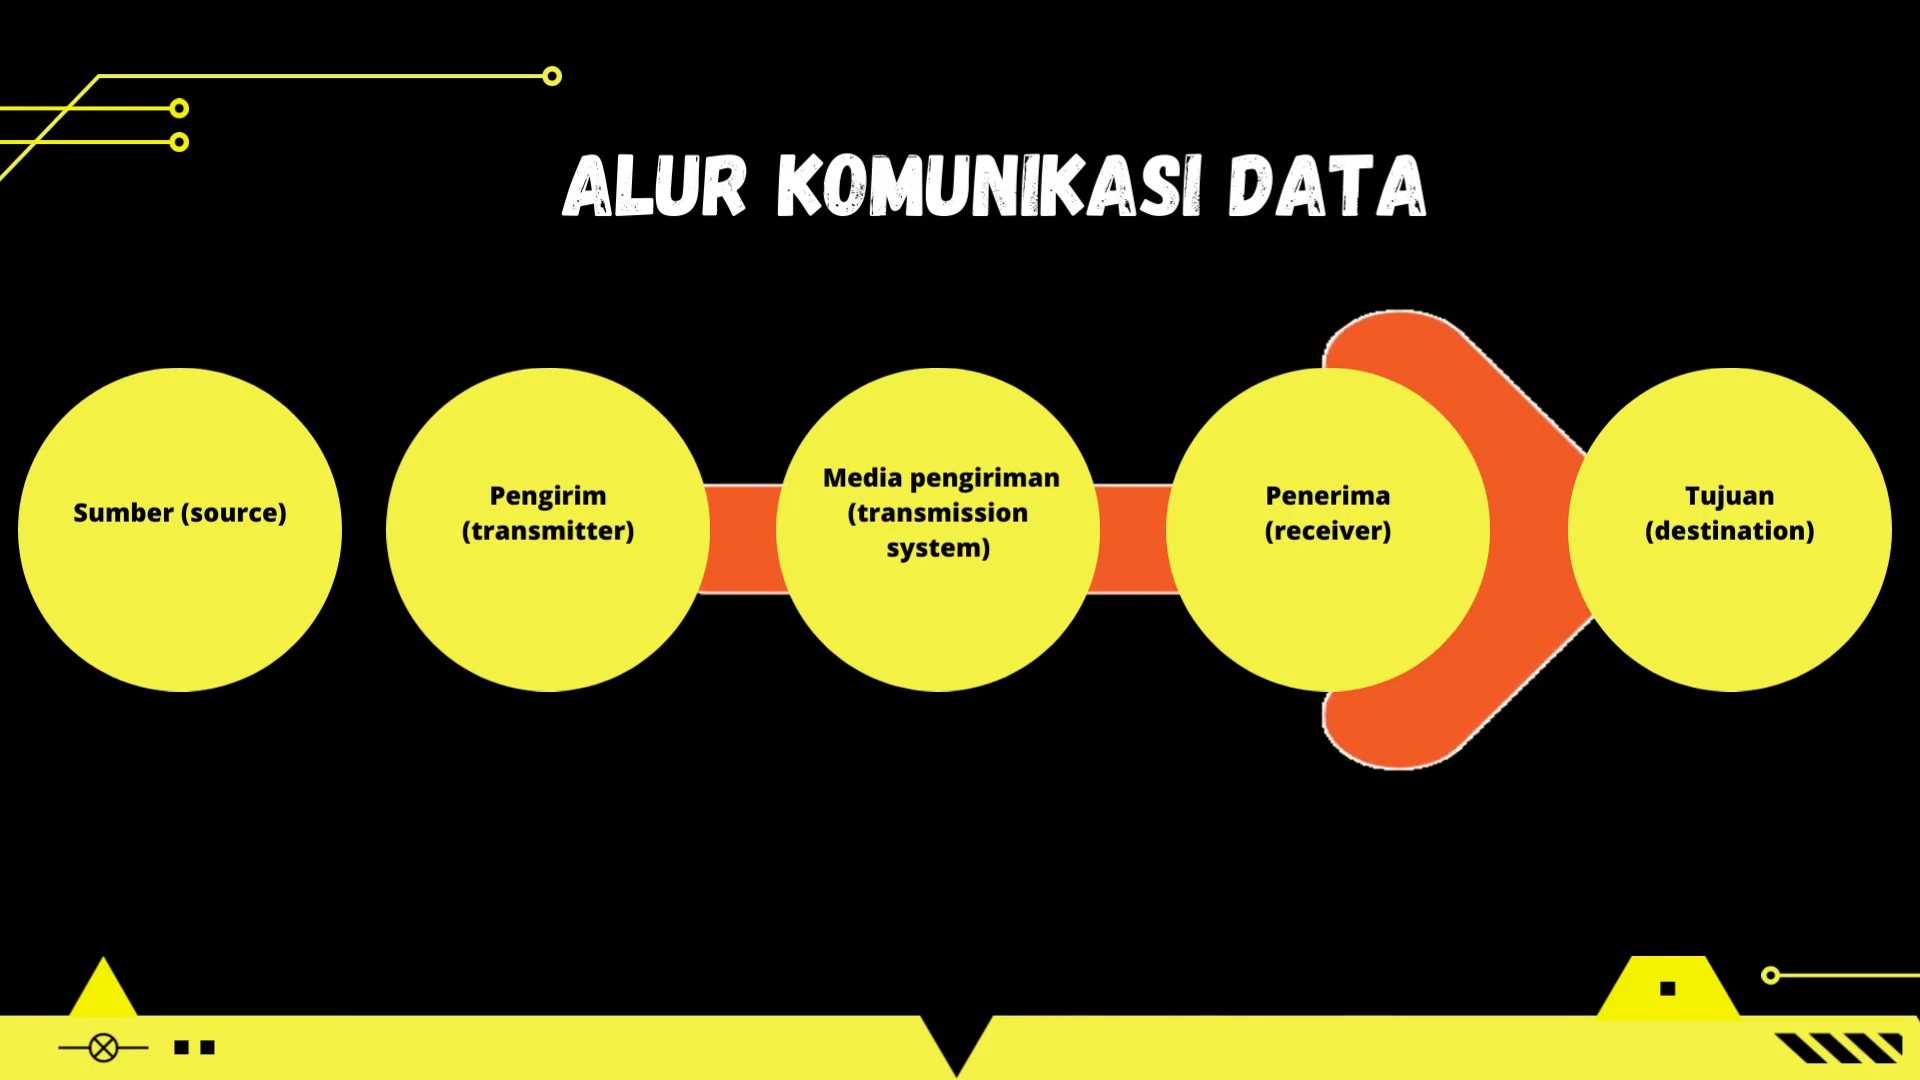 ALUR KOMUNIKASI DATA
Sumber (source)
Pengirim
(transmitter)
Media pengiriman
(transmission
system)
Penerima
(receiver)
Tujuan
(destination)